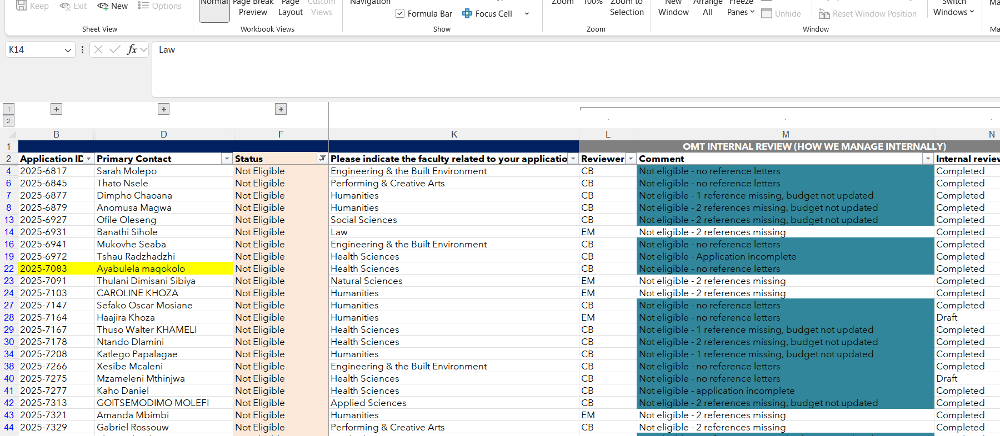 Keep Exit New Options
Normal Page Break Preview Page Layout Custom Views
Navigation
Formula Bar Focus Cell
Zoom 100% Zoom to Selection
New Window Arrange All Freeze Panes Unhide Reset Window Position Switch Windows
Sheet View Workbook Views Show Zoom Window Ma
K14 fx Law
1
2
B D F K L M N
1 OMT INTERNAL REVIEW (HOW WE MANAGE INTERNALLY)
2 Application ID Primary Contact Status Please indicate the faculty related to your applicatio Reviewer Comment Internal review
4 2025-6817 Sarah Molepo Not Eligible Engineering & the Built Environment CB Not eligible - no reference letters Completed
6 2025-6845 Thato Nsele Not Eligible Performing & Creative Arts CB Not eligible - no reference letters Completed
7 2025-6877 Dimpho Chaoana Not Eligible Humanities CB Not eligible - 1 reference missing, budget not updated Completed
8 2025-6879 Anomusa Magwa Not Eligible Humanities CB Not eligible - 2 references missing, budget not updated Completed
13 2025-6927 Ofile Oleseng Not Eligible Social Sciences CB Not eligible - 2 references missing, budget not updated Completed
14 2025-6931 Banathi Sihole Not Eligible Law EM Not eligible - 2 references missing Completed
16 2025-6941 Mukovhe Seaba Not Eligible Engineering & the Built Environment CB Not eligible - no reference letters Completed
19 2025-6972 Tshau Radzhadzhi Not Eligible Health Sciences CB Not eligible - Application incomplete Completed
22 2025-7083 Ayabulela maqokolo Not Eligible Health Sciences CB Not eligible - no reference letters Completed
23 2025-7091 Thulani Dimisani Sibiya Not Eligible Natural Sciences EM Not eligible - 2 references missing Completed
24 2025-7103 CAROLINE KHOZA Not Eligible Humanities EM Not eligible - 2 references missing Completed
27 2025-7147 Sefako Oscar Mosiane Not Eligible Humanities CB Not eligible - no reference letters Completed
28 2025-7164 Haajira Khoza Not Eligible Humanities EM Not eligible - no reference letters Draft
29 2025-7167 Thuso Walter KHAMELI Not Eligible Health Sciences CB Not eligible - 1 reference missing, budget not updated Completed
30 2025-7178 Ntando Dlamini Not Eligible Health Sciences CB Not eligible - 2 references missing, budget not updated Completed
34 2025-7208 Katlego Papalagae Not Eligible Humanities CB Not eligible - 1 reference missing, budget not updated Completed
38 2025-7266 Xesibe Mcaleni Not Eligible Engineering & the Built Environment CB Not eligible - no reference letters Completed
40 2025-7275 Mzameleni Mthinjwa Not Eligible Health Sciences CB Not eligible - no reference letters Draft
41 2025-7277 Kaho Daniel Not Eligible Health Sciences CB Not eligible - application incomplete Completed
42 2025-7313 GOITSEMODIMO MOLEFI Not Eligible Applied Sciences CB Not eligible - 2 references missing, budget not updated Completed
43 2025-7321 Amanda Mbimbi Not Eligible Humanities EM Not eligible - 2 references missing Completed
44 2025-7329 Gabriel Rossouw Not Eligible Performing & Creative Arts CB Not eligible - 2 references missing Completed